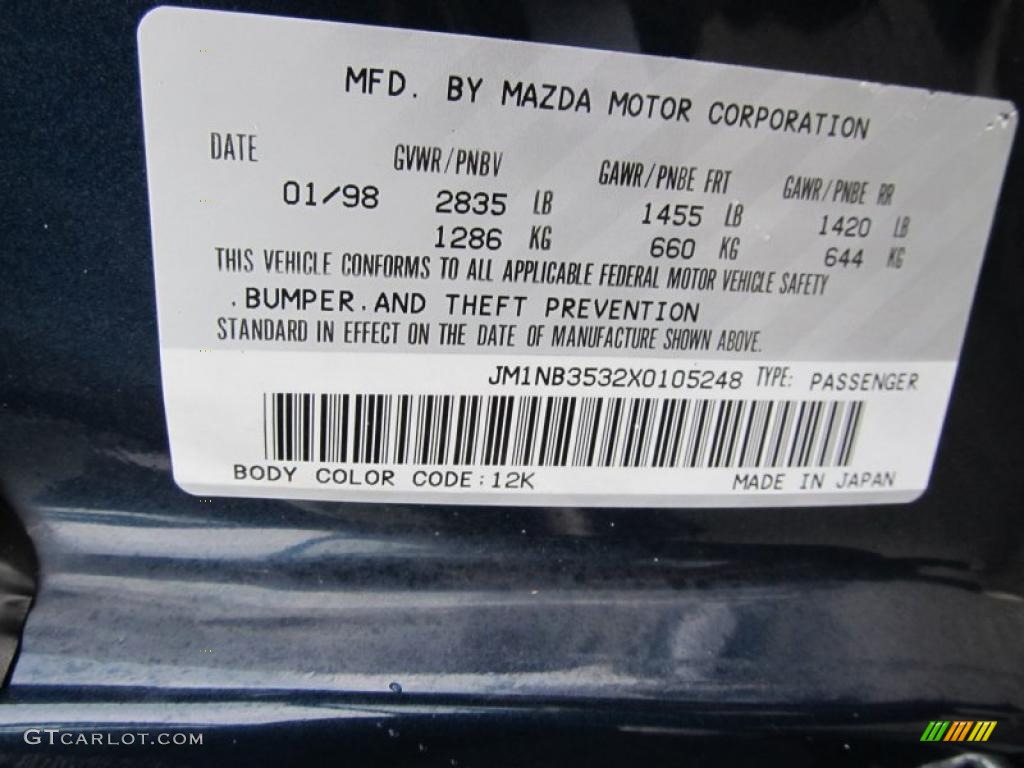 MFD. BY MAZDA MOTOR CORPORATION
DATE GVWR/PNBV GAWR/PNBE FRT GAWR/PNBE RR
01/98 2835 LB 1455 LB 1420 LB
1286 KG 660 KG 644 KG
THIS VEHICLE CONFORMS TO ALL APPLICABLE FEDERAL MOTOR VEHICLE SAFETY
.BUMPER.AND THEFT PREVENTION
STANDARD IN EFFECT ON THE DATE OF MANUFACTURE SHOWN ABOVE.
JM1NB3532X0105248 TYPE: PASSENGER
BODY COLOR CODE:12K MADE IN JAPAN
GTCARLOT.COM